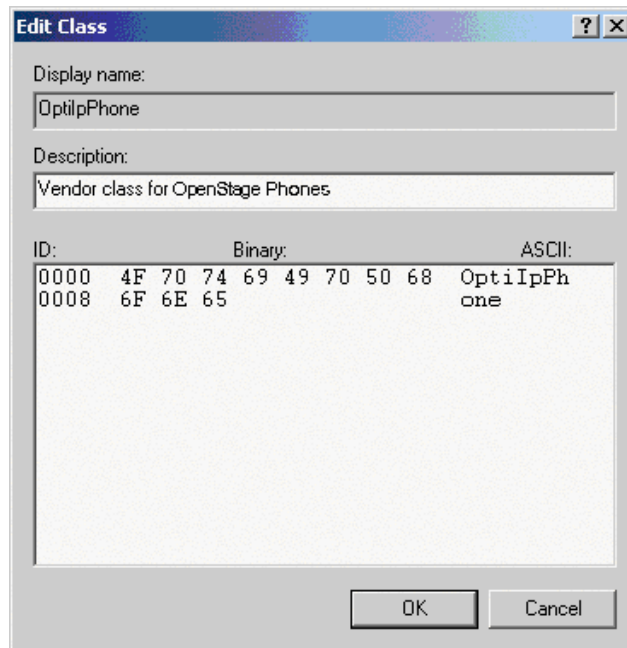 Edit Class
? X
Display name:
OptiIpPhone
Description:
Vendor class for OpenStage Phones
ID: Binary: ASCII:
0000 4F 70 74 69 49 70 50 68 OptiIpPh
0008 6F 6E 65 one
OK Cancel